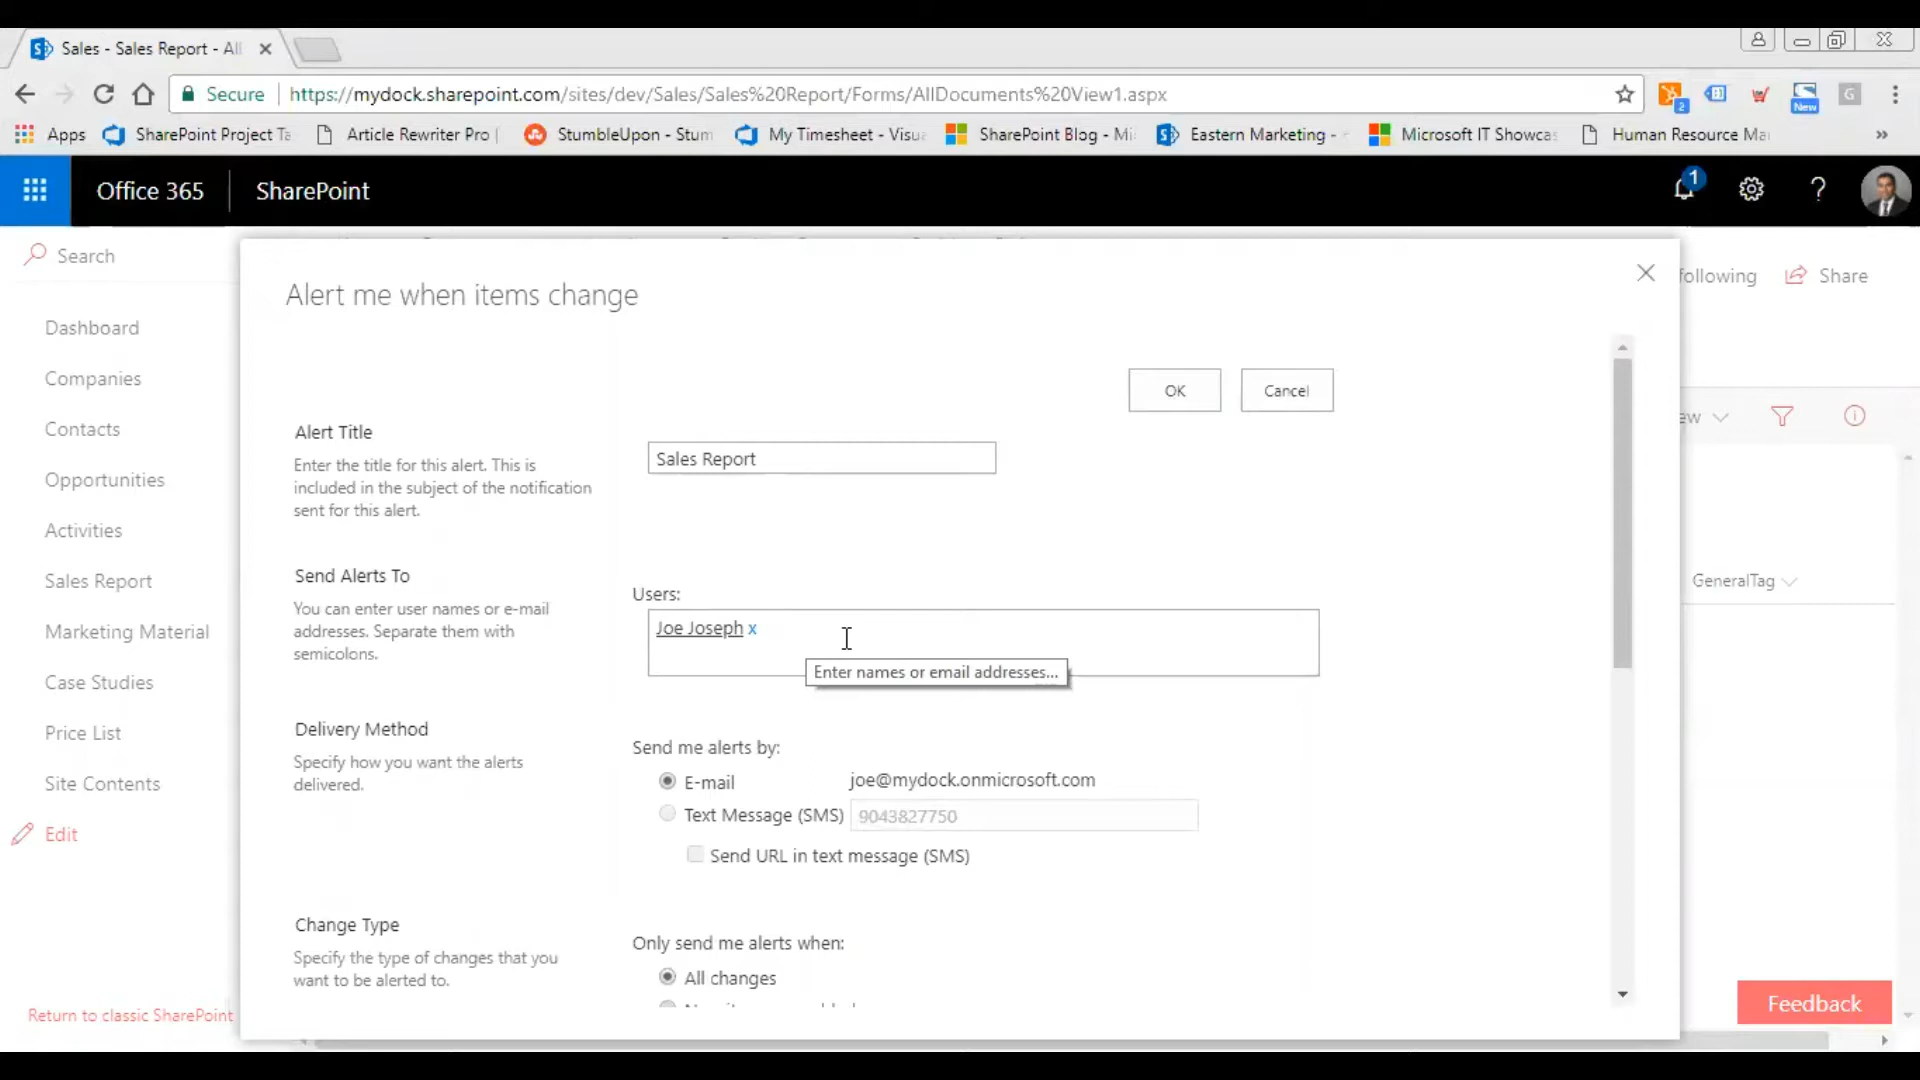 Sales - Sales Report - All
Secure
https://mydock.sharepoint.com/sites/dev/Sales/Sales%20Report/Forms/AllDocuments%20View1.aspx
2
New
G
Apps
SharePoint Project Ta
Article Rewriter Pro |
StumbleUpon - Stum
My Timesheet - Visua
SharePoint Blog - Mi
Eastern Marketing -
Microsoft IT Showcas
Human Resource Ma
»
Office 365
SharePoint
1
?
Search
Alert me when items change
following
Share
Dashboard
Companies
Contacts
Opportunities
Activities
Sales Report
Marketing Material
Case Studies
Price List
Site Contents
Edit
Return to classic SharePoint
OK
Cancel
Alert Title
Enter the title for this alert. This is
included in the subject of the notification
sent for this alert.
Sales Report
Send Alerts To
You can enter user names or e-mail
addresses. Separate them with
semicolons.
Users:
Joe Joseph x
Enter names or email addresses...
Delivery Method
Specify how you want the alerts
delivered.
Send me alerts by:
E-mail
joe@mydock.onmicrosoft.com
Text Message (SMS)
9043827750
Send URL in text message (SMS)
Change Type
Specify the type of changes that you
want to be alerted to.
Only send me alerts when:
All changes
ew
GeneralTag
Feedback